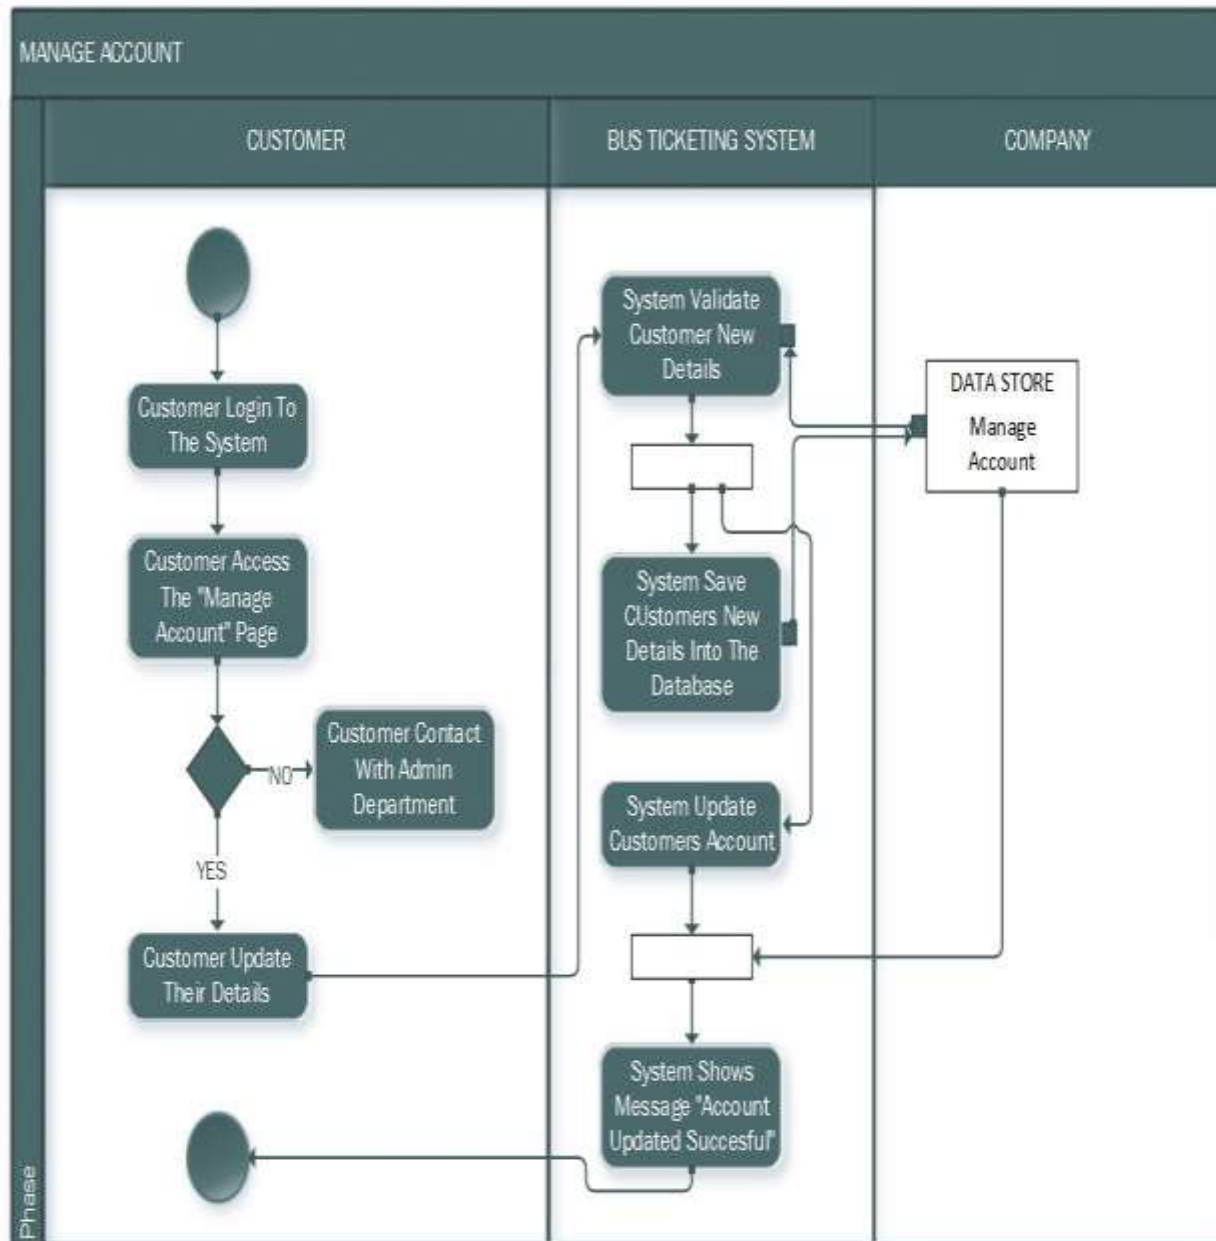 MANAGE ACCOUNT
CUSTOMER
BUS TICKETING SYSTEM
COMPANY
Customer Login To
The System
Customer Access
The "Manage
Account" Page
NO
Customer Contact
With Admin
Department
YES
Customer Update
Their Details
System Validate
Customer New
Details
System Save
CUstomers New
Details Into The
Database
System Update
Customers Account
System Shows
Message "Account
Updated Succesful"
DATA STORE
Manage
Account
Phase